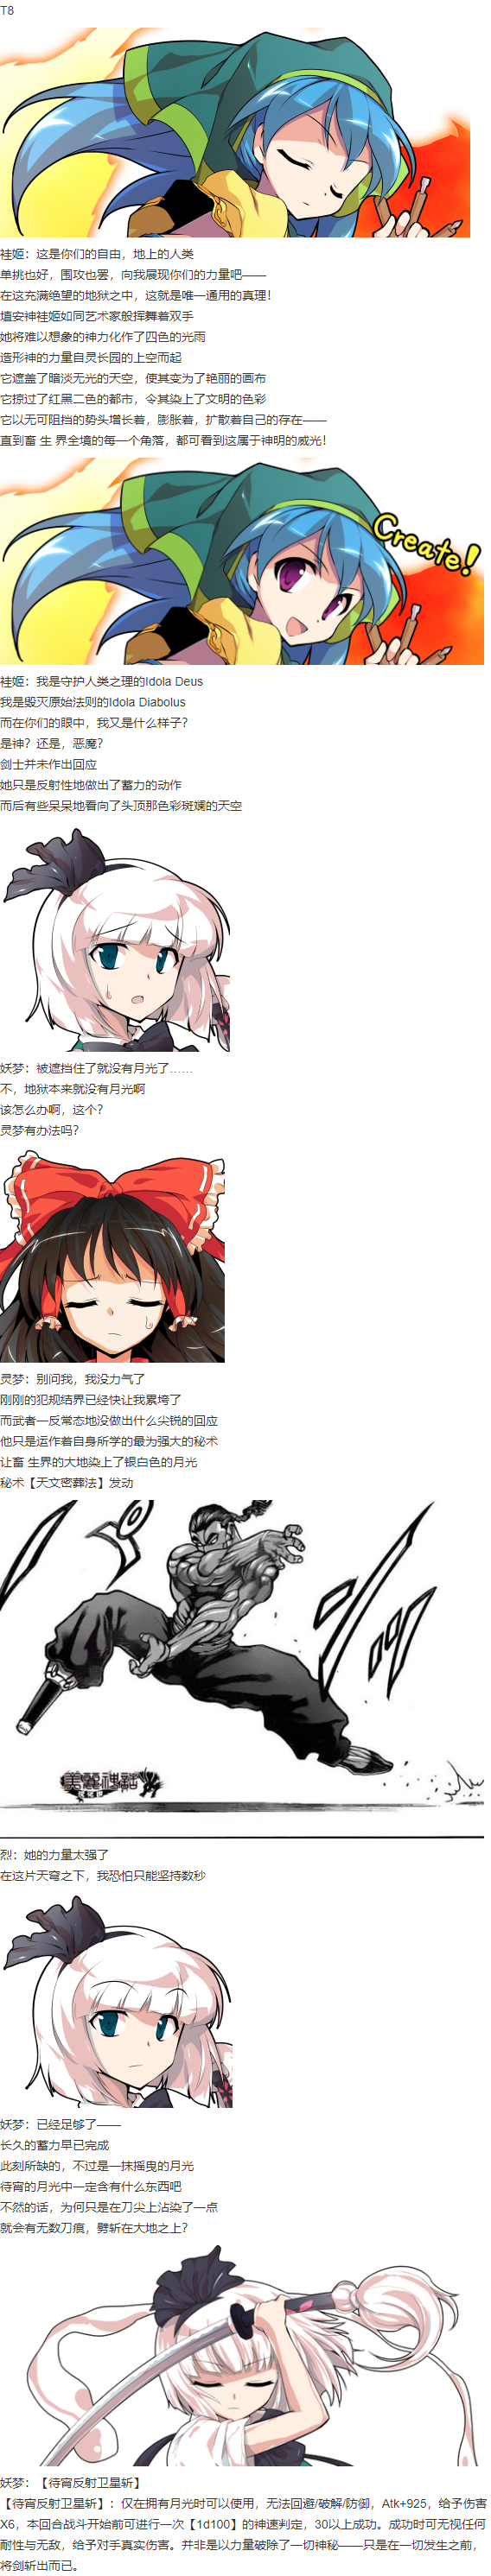 T8
Create!
袿姬：这是你们的自由，地上的人类
单挑也好，围攻也罢，向我展现你们的力量吧——
在这充满绝望的地狱之中，这就是唯一通用的真理！
埴安神袿姬如同艺术家般挥舞着双手
她将难以想象的神力化作了四色的光雨
造形神的力量自灵长园的上空而起
它遮盖了暗淡无光的天空，使其变为了艳丽的画布
它掠过了红黑二色的都市，令其染上了文明的色彩
它以无可阻挡的势头增长着，膨胀着，扩散着自己的存在——
直到畜 生 界全境的每一个角落，都可看到这属于神明的威光！
袿姬：我是守护人类之理的Idola Deus
我是毁灭原始法则的Idola Diabolus
而在你们的眼中，我又是什么样子？
是神？还是，恶魔？
剑士并未作出回应
她只是反射性地做出了蓄力的动作
而后有些呆呆地看向了头顶那色彩斑斓的天空
妖梦：被遮挡住了就没有月光了……
不，地狱本来就没有月光啊
该怎么办啊，这个？
灵梦有办法吗？
灵梦：别问我，我没力气了
刚刚的犯规结界已经快让我累垮了
而武者一反常态地没做出什么尖锐的回应
他只是运作着自身所学的最为强大的秘术
让畜 生界的大地染上了银白色的月光
秘术【天文密葬法】发动
烈：她的力量太强了
在这片天穹之下，我恐怕只能坚持数秒
妖梦：已经足够了——
长久的蓄力早已完成
此刻所缺的，不过是一抹摇曳的月光
待宵的月光中一定含有什么东西吧
不然的话，为何只是在刀尖上沾染了一点
就会有无数刀痕，劈斩在大地之上？
妖梦：【待宵反射卫星斩】
【待宵反射卫星斩】：仅在拥有月光时可以使用，无法回避/破解/防御，Atk+925，给予伤害
X6，本回合战斗开始前可进行一次【1d100】的神速判定，30以上成功。成功时可无视任何
耐性与无敌，给予对手真实伤害。并非是以力量破除了一切神秘——只是在一切发生之前，
将剑斩出而已。